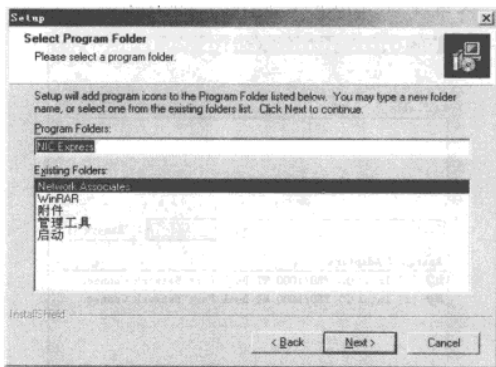 Setup
Select Program Folder
Please select a program folder.
Setup will add program icons to the Program Folder listed below. You may type a new folder
name, or select one from the existing folders list. Click Next to continue.
Program Folders:
NIC Express
Existing Folders:
Network Associates
WinRAR
附件
管理工具
启动
InstallShield
< Back
Next >
Cancel